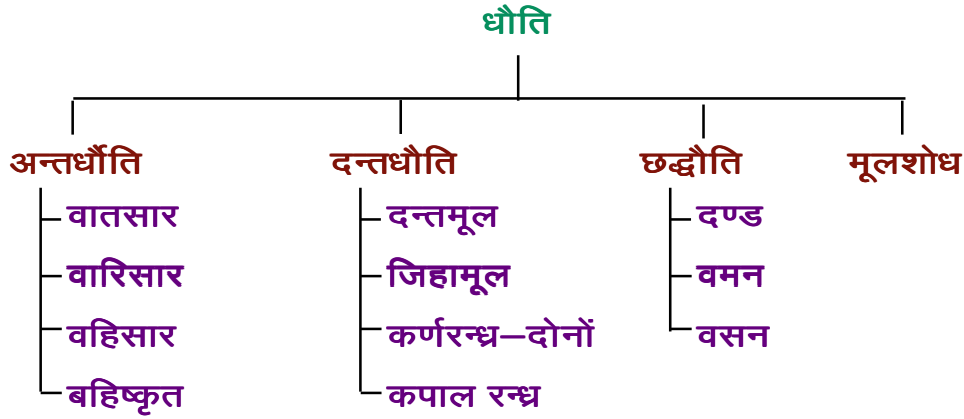 धौति
अन्तर्धौति
वातसार
वारिसार
वहिसार
बहिष्कृत
दन्तधौति
दन्तमूल
जिहामूल
कर्णरन्ध्र–दोनों
कपाल रन्ध्र
छद्धौति
दण्ड
वमन
वसन
मूलशोध